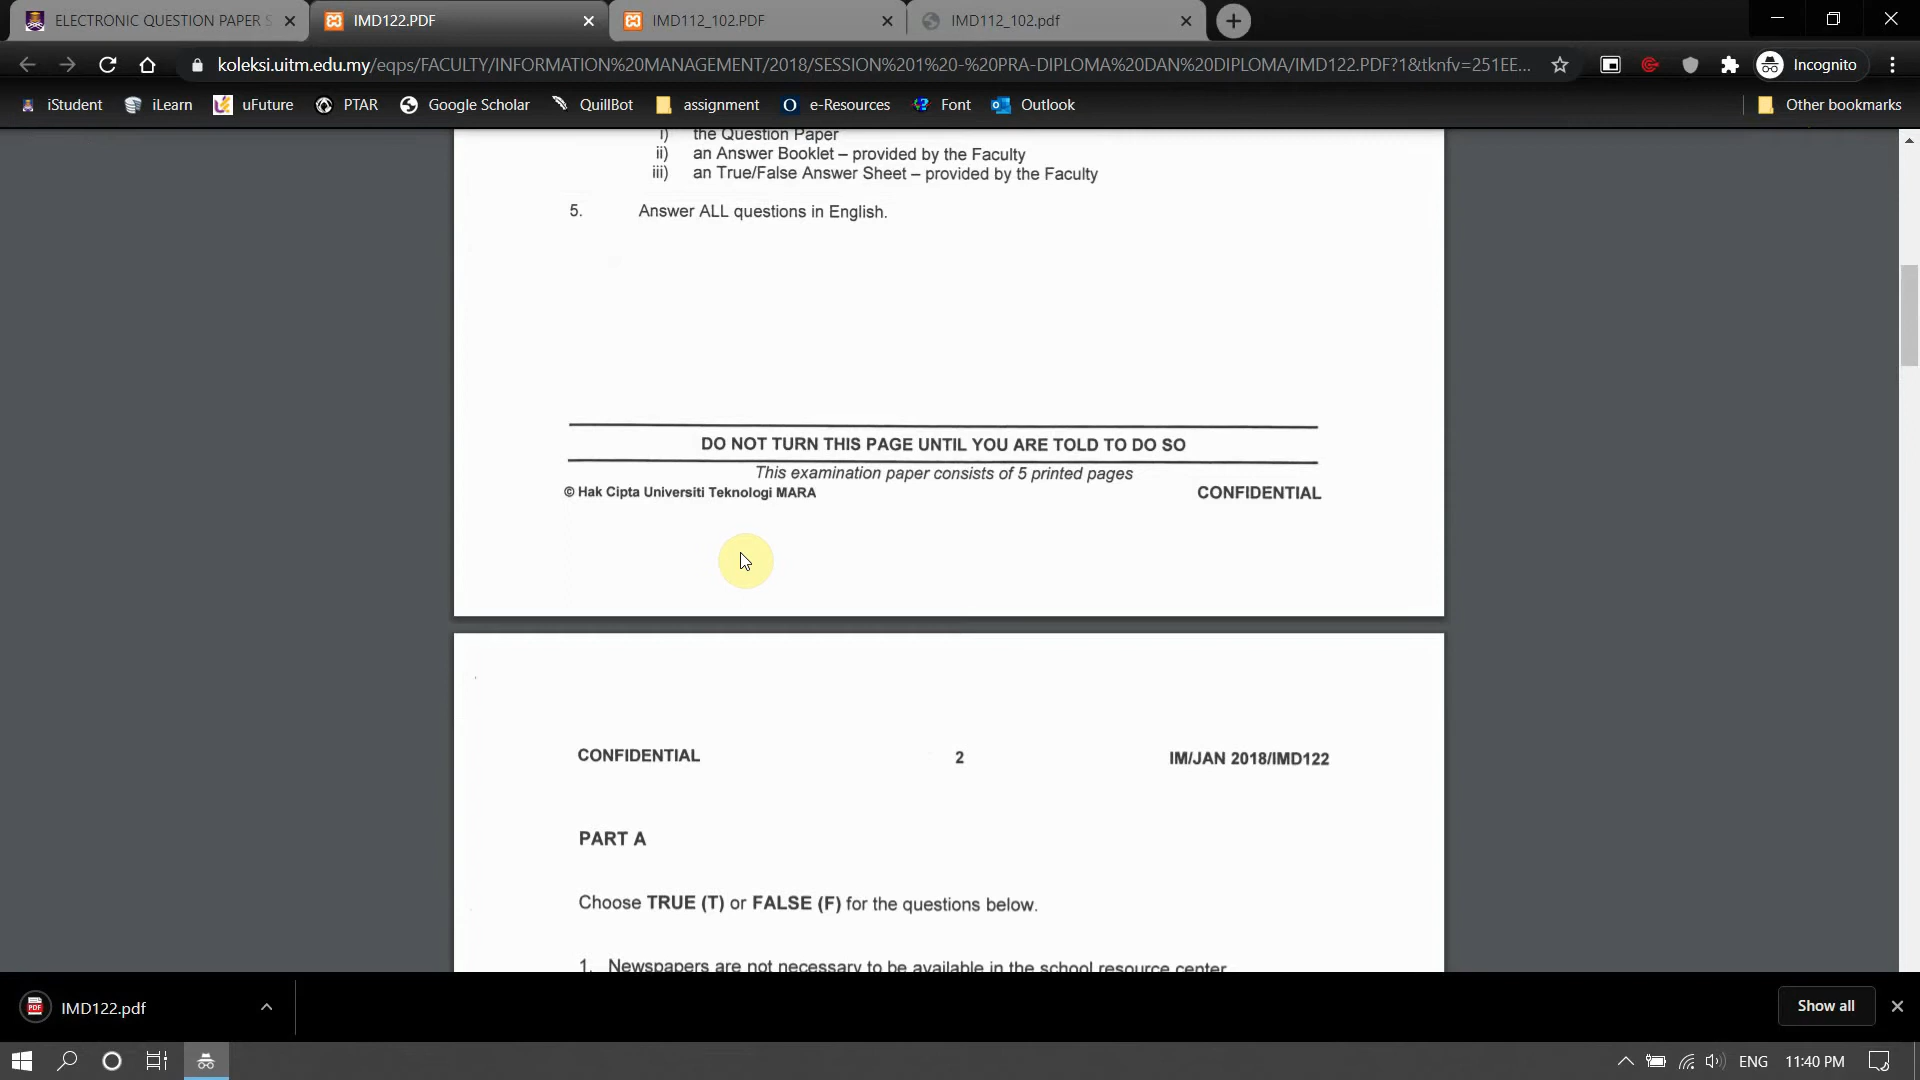 ELECTRONIC QUESTION PAPER S
IMD122.PDF
IMD112_102.PDF
IMD112_102.pdf
koleksi.uitm.edu.my/eqps/FACULTY/INFORMATION%20MANAGEMENT/2018/SESSION%201%20-%20PRA-DIPLOMA%20DAN%20DIPLOMA/IMD122.PDF?1&tknfv=251EE...
Incognito
iStudent
iLearn
uFuture
PTAR
Google Scholar
QuillBot
assignment
e-Resources
Font
Outlook
Other bookmarks
i) the Question Paper
ii) an Answer Booklet – provided by the Faculty
iii) an True/False Answer Sheet – provided by the Faculty
5. Answer ALL questions in English.
DO NOT TURN THIS PAGE UNTIL YOU ARE TOLD TO DO SO
This examination paper consists of 5 printed pages
© Hak Cipta Universiti Teknologi MARA
CONFIDENTIAL
CONFIDENTIAL 2 IM/JAN 2018/IMD122
PART A
Choose TRUE (T) or FALSE (F) for the questions below.
1. Newspapers are not necessary to be available in the school resource center.
IMD122.pdf
Show all
ENG
11:40 PM